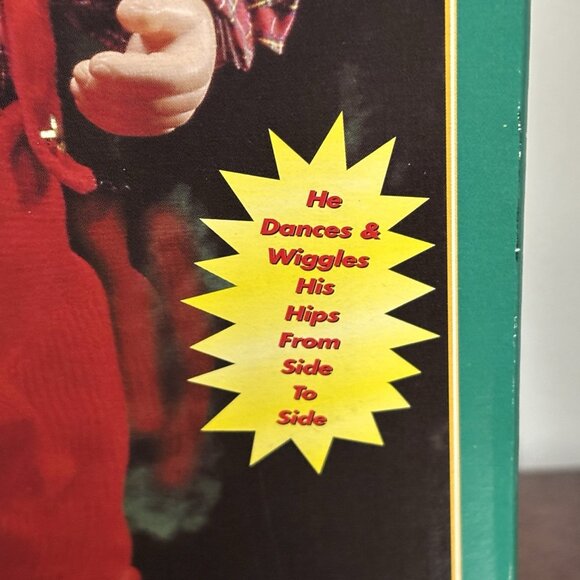 He
Dances &
Wiggles
His
Hips
From
Side
To
Side